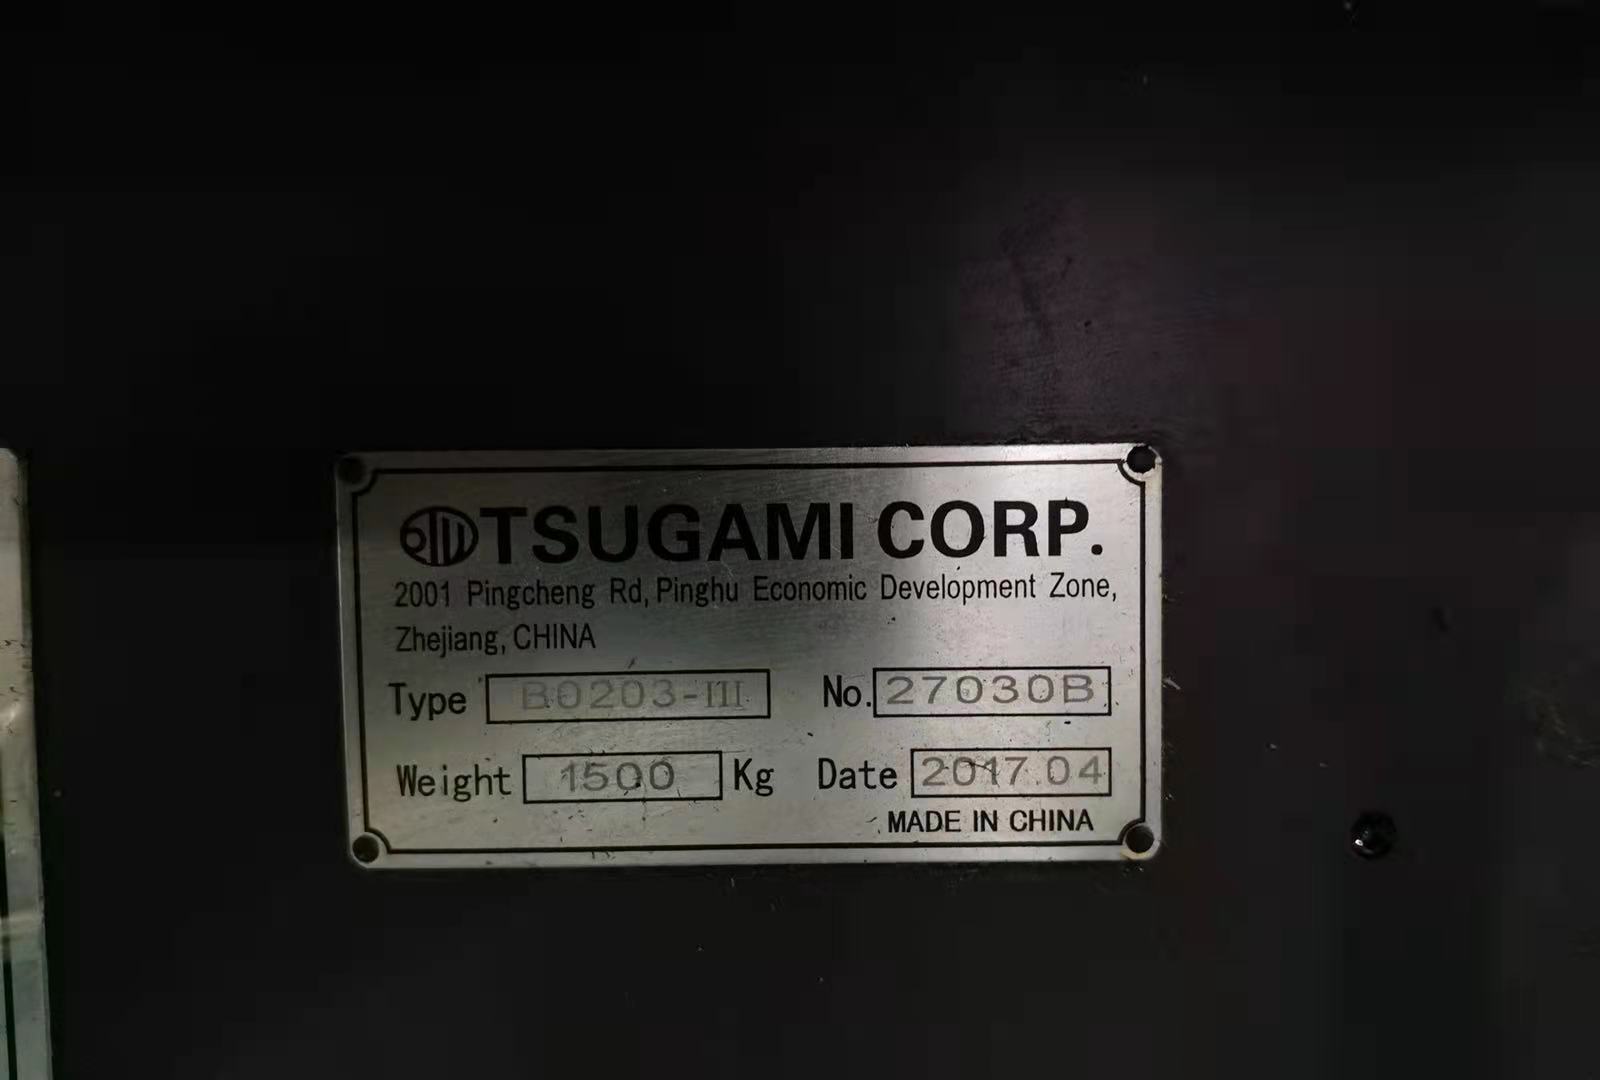 TSUGAMI CORP.
2001 Pingcheng Rd, Pinghu Economic Development Zone,
Zhejiang, CHINA
Type B0203-III No. 27030B
Weight 1500 Kg Date 2017.04
MADE IN CHINA